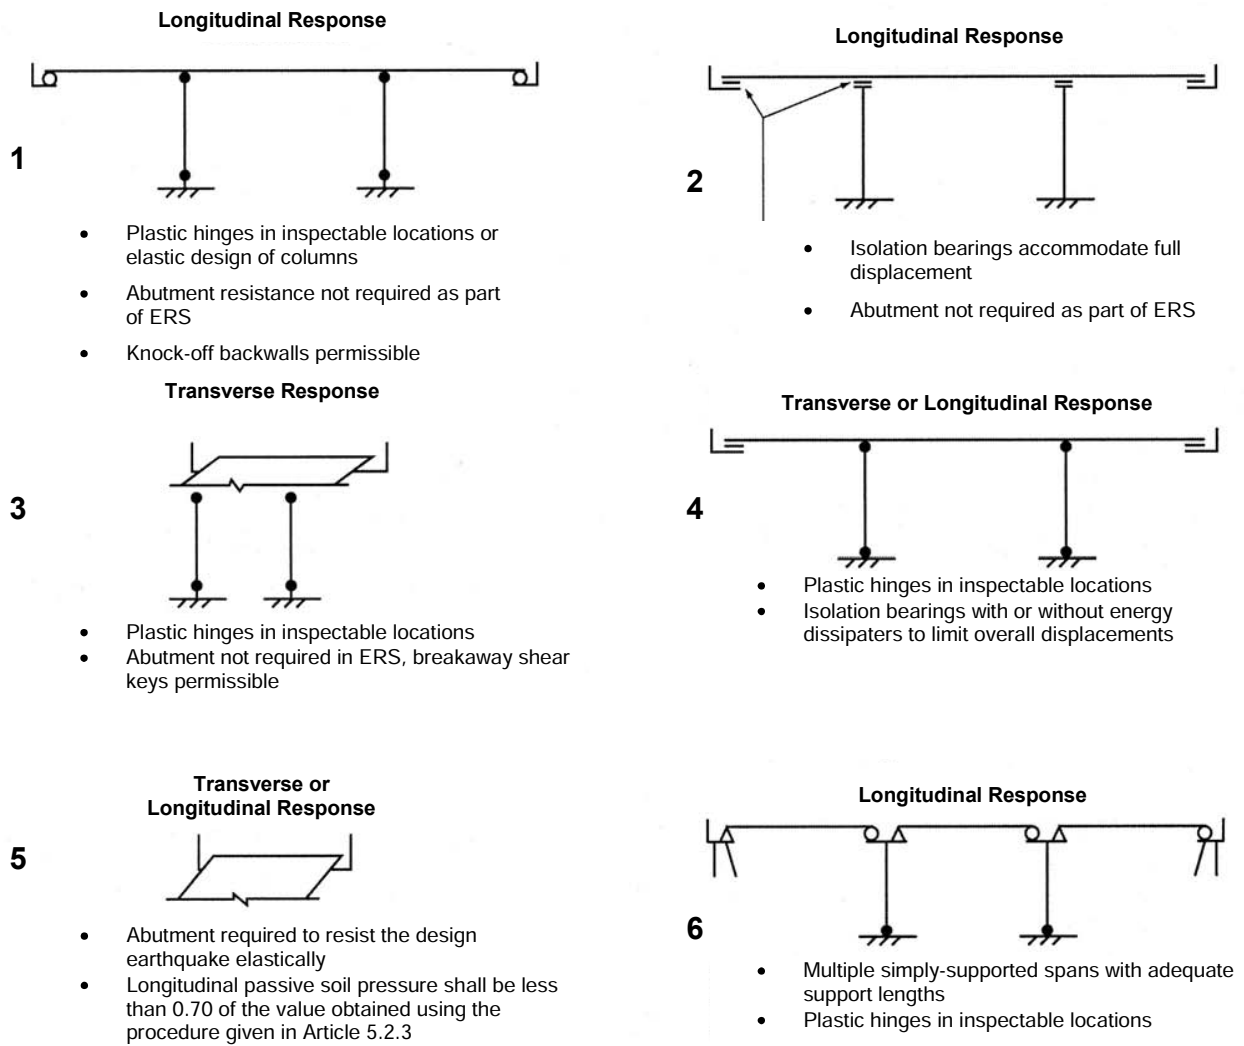 Longitudinal Response
1
• Plastic hinges in inspectable locations or
elastic design of columns
• Abutment resistance not required as part
of ERS
• Knock-off backwalls permissible
Longitudinal Response
2
• Isolation bearings accommodate full
displacement
• Abutment not required as part of ERS
Transverse Response
3
• Plastic hinges in inspectable locations
• Abutment not required in ERS, breakaway shear
keys permissible
Transverse or Longitudinal Response
4
• Plastic hinges in inspectable locations
• Isolation bearings with or without energy
dissipaters to limit overall displacements
Transverse or
Longitudinal Response
5
• Abutment required to resist the design
earthquake elastically
• Longitudinal passive soil pressure shall be less
than 0.70 of the value obtained using the
procedure given in Article 5.2.3
Longitudinal Response
6
• Multiple simply-supported spans with adequate
support lengths
• Plastic hinges in inspectable locations